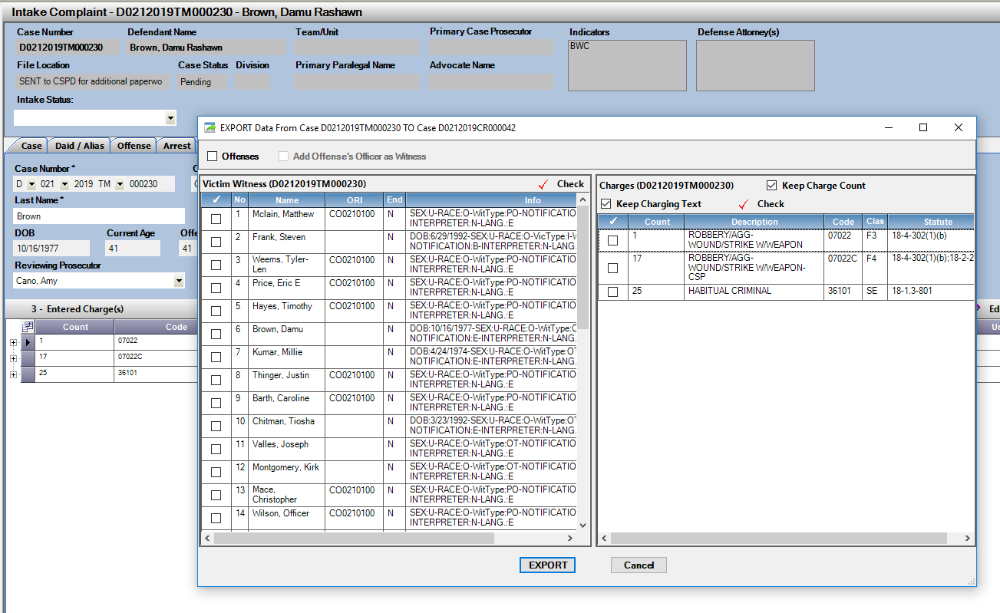 Intake Complaint - D0212019TM000230 - Brown, Damu Rashawn
Case Number Defendant Name Team/Unit Primary Case Prosecutor Indicators Defense Attorney(s)
D0212019TM000230 Brown, Damu Rashawn BWC
File Location Case Status Division Primary Paralegal Name Advocate Name
SENT to CSPD for additional paperwo Pending
Intake Status:
Case Daid / Alias Offense Arrest
Case Number *
D 021 2019 TM 000230
Last Name *
Brown
DOB Current Age Offe
10/16/1977 41 41
Reviewing Prosecutor
Cano, Amy
3 - Entered Charge(s)
Count Code
1 07022
17 07022C
25 36101
Edi
Un
EXPORT Data From Case D0212019TM000230 TO Case D0212019CR000042
Offenses Add Offense's Officer as Witness
Victim Witness (D0212019TM000230) Check
No Name ORI End Info
1 Mclain, Matthew CO0210100 N SEX:U-RACE:O-WitType:PO-NOTIFICATIO
INTERPRETER:N-LANG.:E
2 Frank, Steven N DOB:6/29/1992-SEX:U-RACE:O-VicType:I-V
NOTIFICATION:B-INTERPRETER:N-LANG.
3 Weems, Tyler- CO0210100 N SEX:U-RACE:O-WitType:PO-NOTIFICATIO
Len INTERPRETER:N-LANG.:E
4 Price, Eric E CO0210100 N SEX:U-RACE:O-WitType:PO-NOTIFICATIO
INTERPRETER:N-LANG.:E
5 Hayes, Timothy CO0210100 N SEX:U-RACE:O-WitType:PO-NOTIFICATIO
INTERPRETER:N-LANG.:E
6 Brown, Damu N DOB:10/16/1977-SEX:U-RACE:O-WitType:O
NOTIFICATION:E-INTERPRETER:N-LANG.
7 Kumar, Millie N DOB:4/24/1974-SEX:U-RACE:O-WitType:OT
NOTIFICATION:E-INTERPRETER:N-LANG.
8 Thinger, Justin CO0210100 N SEX:U-RACE:O-WitType:PO-NOTIFICATIO
INTERPRETER:N-LANG.:E
9 Barth, Caroline CO0210100 N SEX:U-RACE:O-WitType:PO-NOTIFICATIO
INTERPRETER:N-LANG.:E
10 Chitman, Tiosha N DOB:3/23/1992-SEX:U-RACE:O-WitType:OT
NOTIFICATION:E-INTERPRETER:N-LANG.
11 Valles, Joseph N SEX:U-RACE:O-WitType:OT-NOTIFICATIO
INTERPRETER:N-LANG.:E
12 Montgomery, Kirk N SEX:U-RACE:O-WitType:OT-NOTIFICATIO
INTERPRETER:N-LANG.:E
13 Mace, CO0210100 N SEX:U-RACE:O-WitType:PO-NOTIFICATIO
Christopher INTERPRETER:N-LANG.:E
14 Wilson, Officer CO0210100 N SEX:U-RACE:O-WitType:PO-NOTIFICATIO
INTERPRETER:N-LANG.:E
Charges (D0212019TM000230) Keep Charge Count
Keep Charging Text Check
Count Description Code Clas Statute
1 ROBBERY/AGG- 07022 F3 18-4-302(1)(b)
WOUND/STRIKE W/WEAPON
17 ROBBERY/AGG- 07022C F4 18-4-302(1)(b);18-2-2
WOUND/STRIKE W/WEAPON-
CSP
25 HABITUAL CRIMINAL 36101 SE 18-1.3-801
EXPORT Cancel